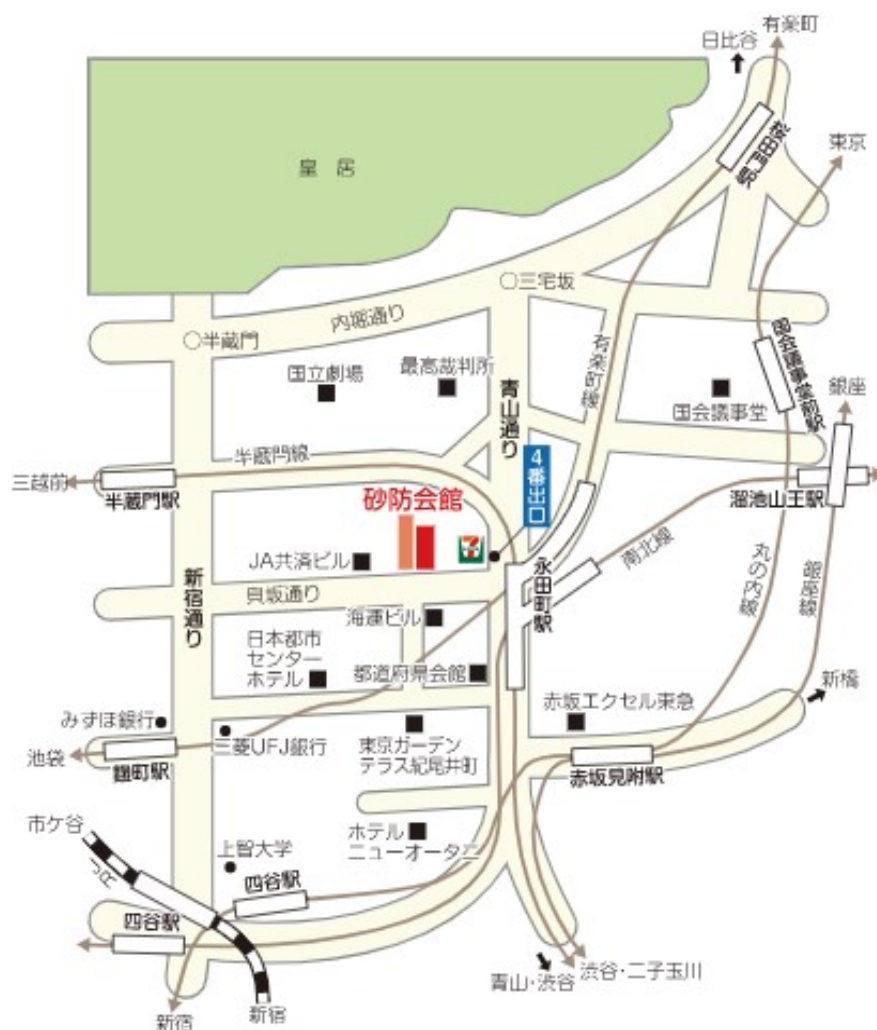 有楽町
日比谷
桜田門駅
東京
皇 居
○三宅坂
内堀通り
○半蔵門
有楽町線
国会議事堂前駅
国立劇場
最高裁判所
青山通り
国会議事堂
銀座
半蔵門線
4番出口
三越前
半蔵門駅
溜池山王駅
砂防会館
7
JA共済ビル
永田町駅
南北線
丸の内線
銀座線
新宿通り
貝坂通り
海運ビル
日本都市
センター
ホテル
都道府県会館
新橋
赤坂エクセル東急
みずほ銀行
三菱UFJ銀行
東京ガーデン
テラス紀尾井町
池袋
麹町駅
赤坂見附駅
市ケ谷
JR
上智大学
ホテル
ニューオータニ
四谷駅
四谷駅
青山・渋谷
渋谷・二子玉川
新宿
新宿